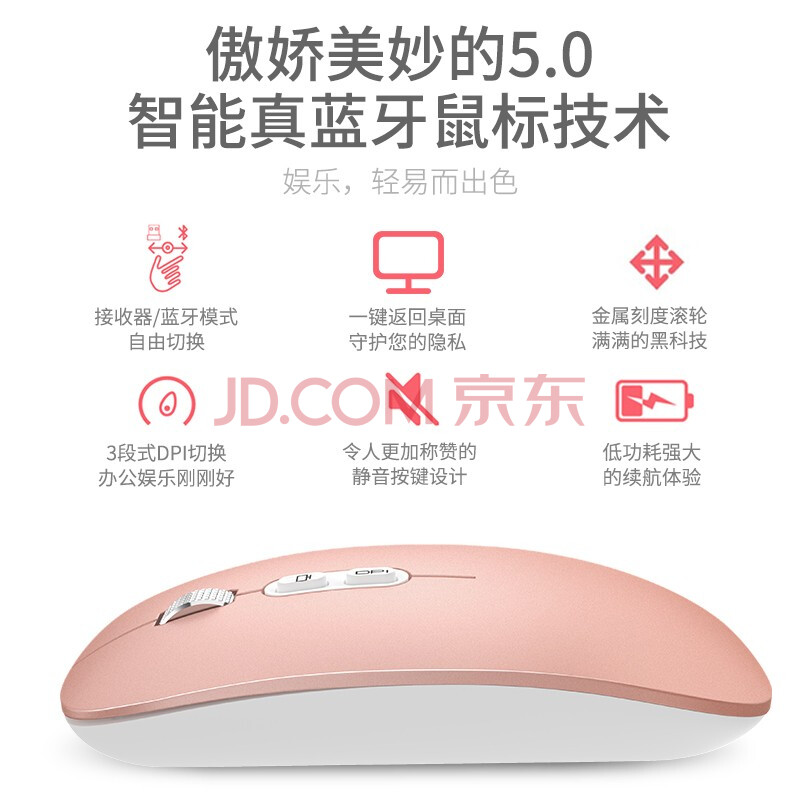 傲娇美妙的5.0
智能真蓝牙鼠标技术
娱乐，轻易而出色
接收器/蓝牙模式
自由切换
一键返回桌面
守护您的隐私
金属刻度滚轮
满满的黑科技
JD.COM 京东
3段式DPI切换
办公娱乐刚刚好
令人更加称赞的
静音按键设计
低功耗强大
的续航体验
DPI